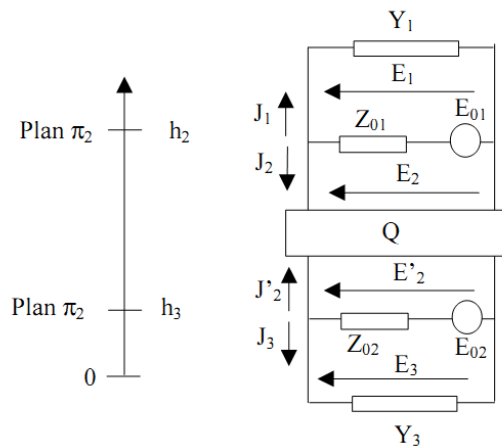 Y₁
E₁
J₁
E₀₁
Plan π₂
h₂
Z₀₁
J₂
E₂
Q
J'₂
E'₂
Plan π₂
h₃
J₃
Z₀₂
E₀₂
0
E₃
Y₃